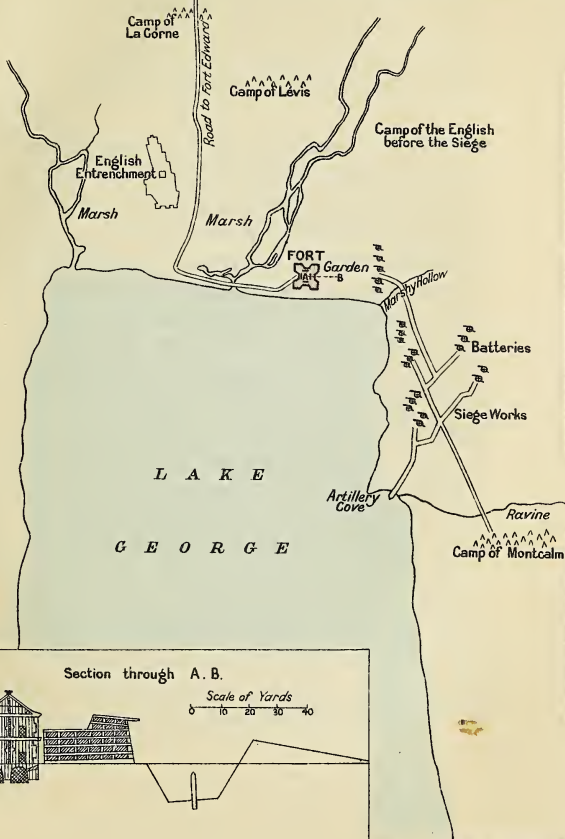 Camp of
La Corne
Road to Fort Edward
Camp of Lévis
Camp of the English
before the Siege
English
Entrenchment
Marsh
Marsh
FORT
Garden
B
Marshy Hollow
Batteries
Siege Works
LAKE
GEORGE
Artillery
Cove
Ravine
Camp of Montcalm
Section through A. B.
Scale of Yards
0 10 20 30 40